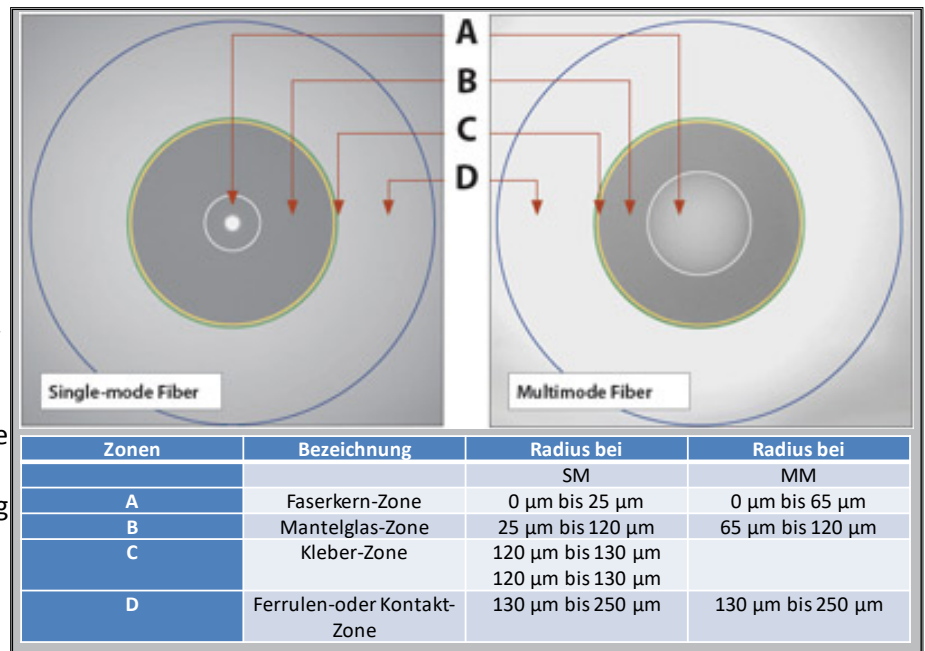 A
B
C
D
Single-mode Fiber
Multimode Fiber
e
g
Zonen Bezeichnung Radius bei Radius bei
SM MM
A Faserkern-Zone 0 µm bis 25 µm 0 µm bis 65 µm
B Mantelglas-Zone 25 µm bis 120 µm 65 µm bis 120 µm
C Kleber-Zone 120 µm bis 130 µm
120 µm bis 130 µm
D Ferrulen-oder Kontakt- 130 µm bis 250 µm 130 µm bis 250 µm
Zone